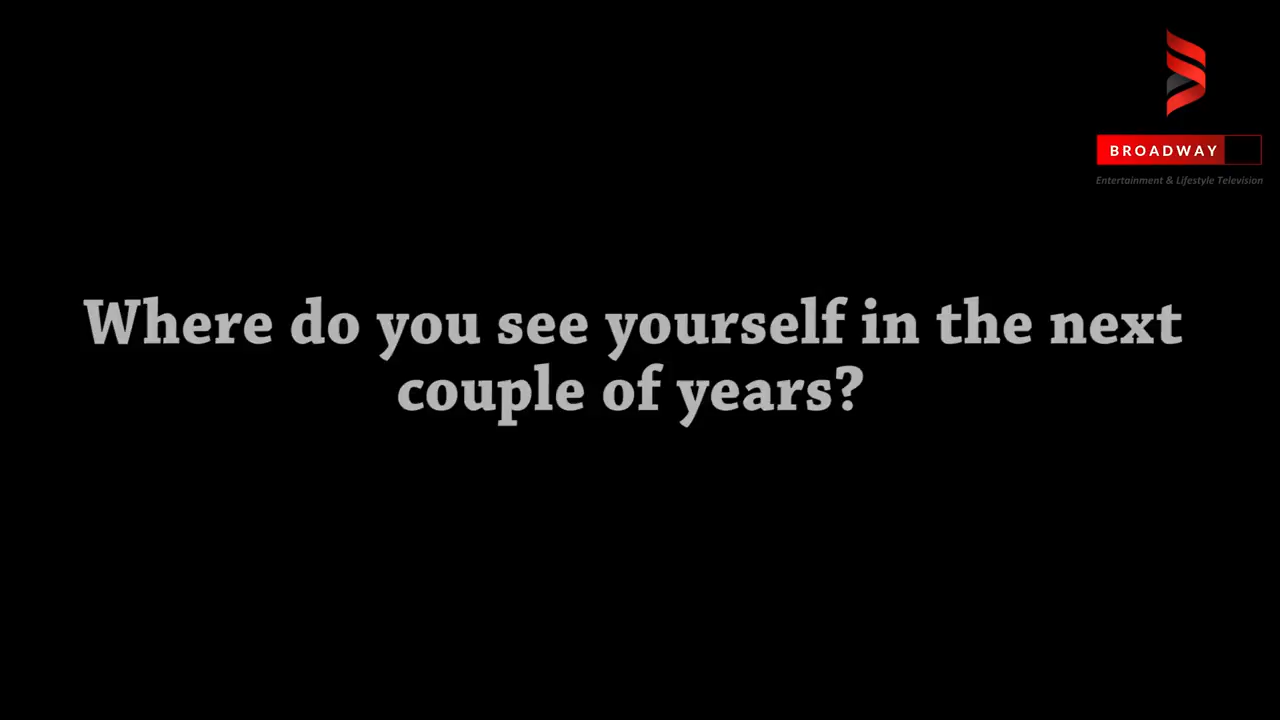 BROADWAY
Entertainment & Lifestyle Television
Where do you see yourself in the next
couple of years?